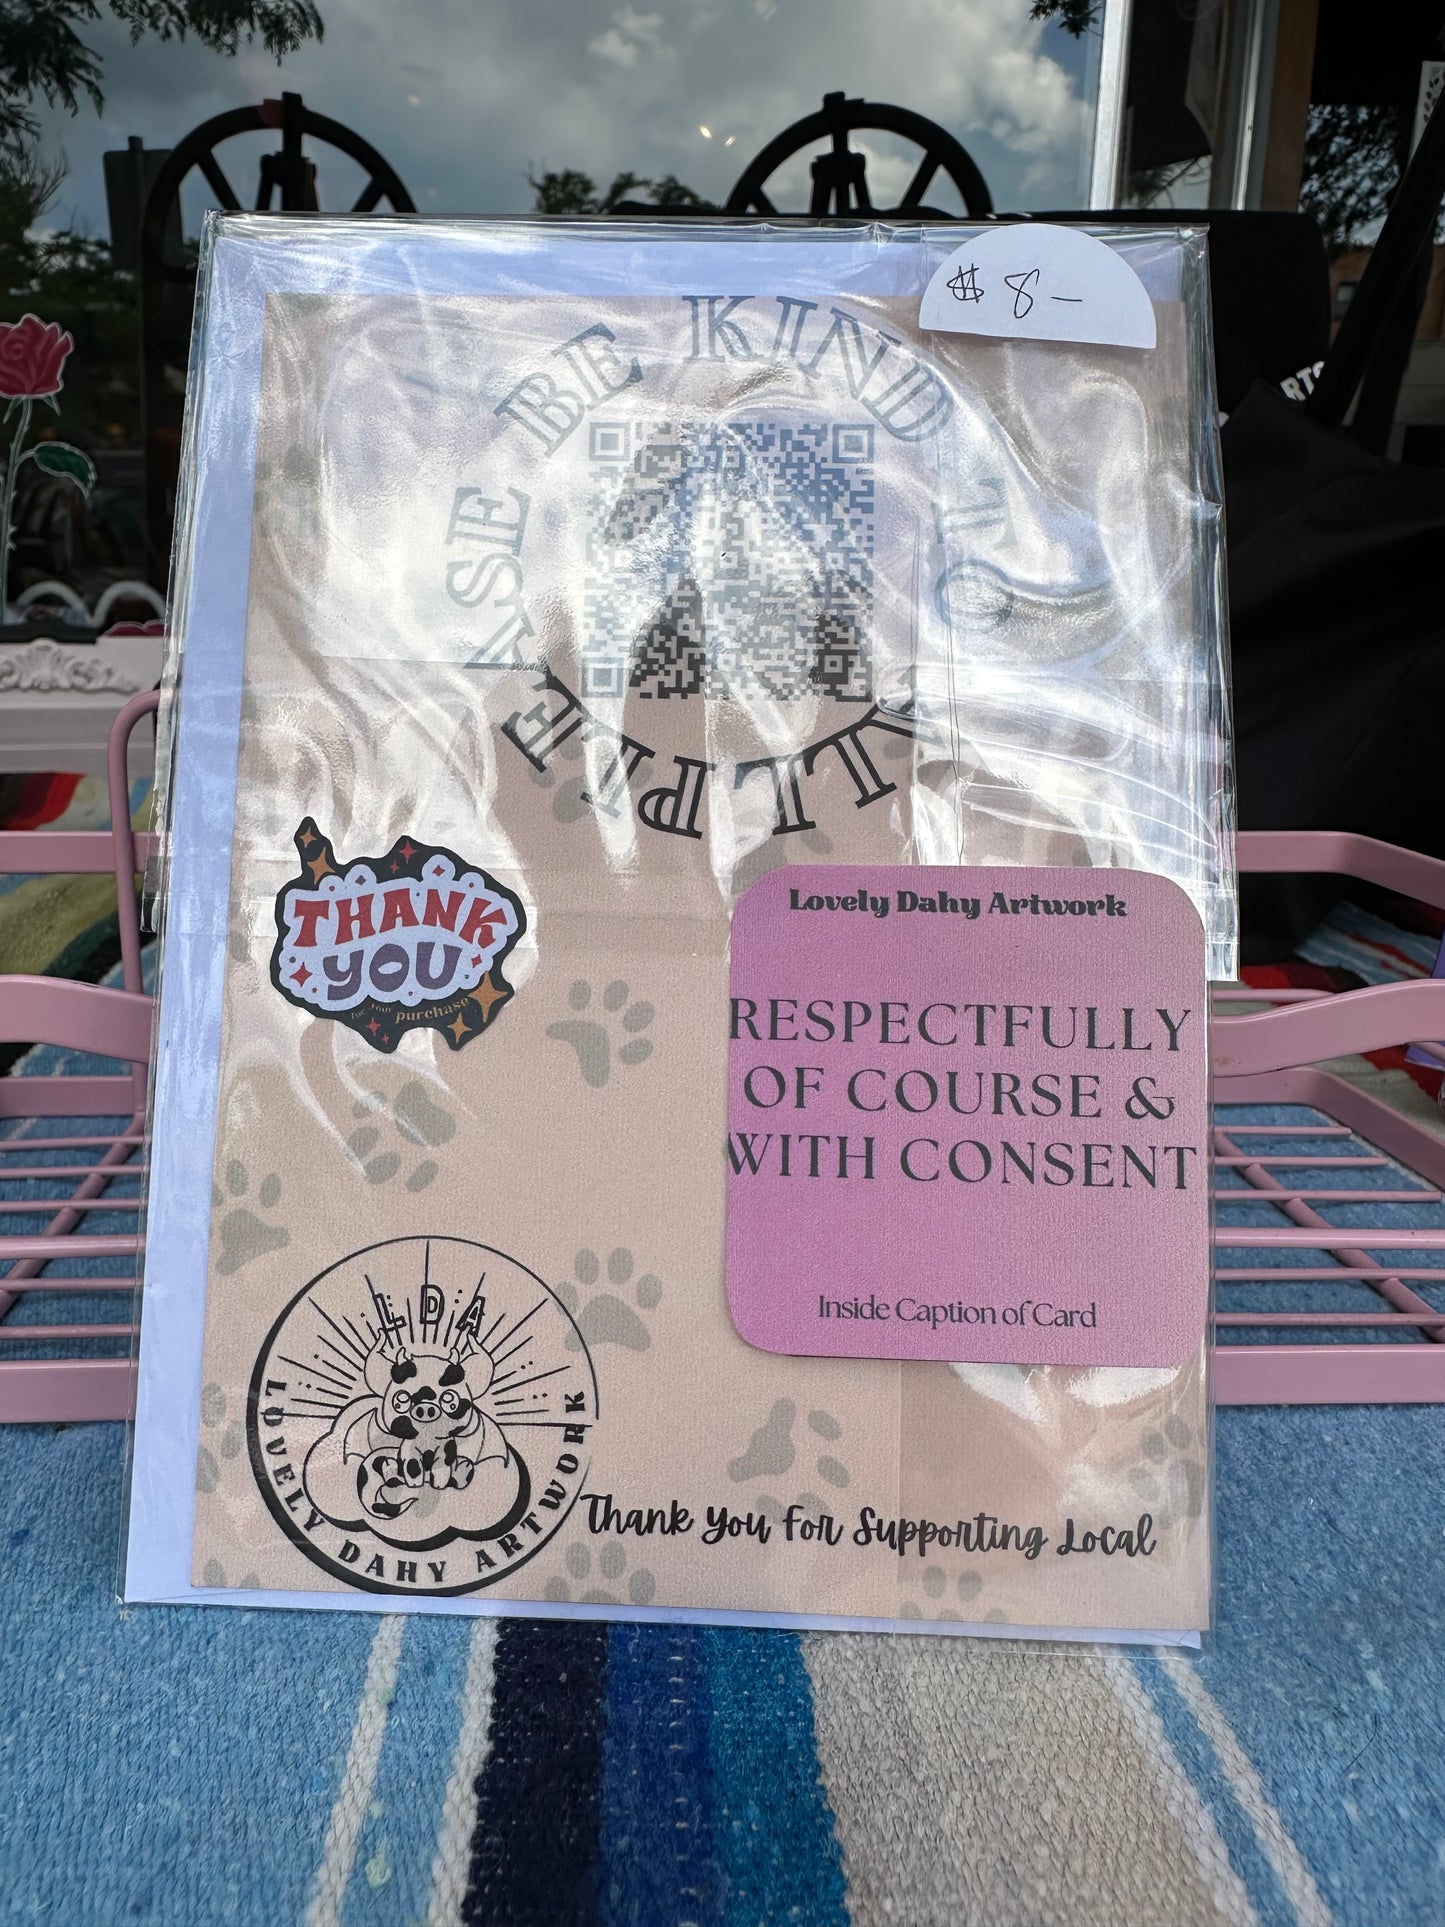 $ 8-
PLEASE BE KIND TO ALL
THANK
YOU
for your purchase
Lovely Dahy Artwork
RESPECTFULLY
OF COURSE &
WITH CONSENT
Inside Caption of Card
LDA
LOVELY DAHY ARTWORK
Thank You For Supporting Local